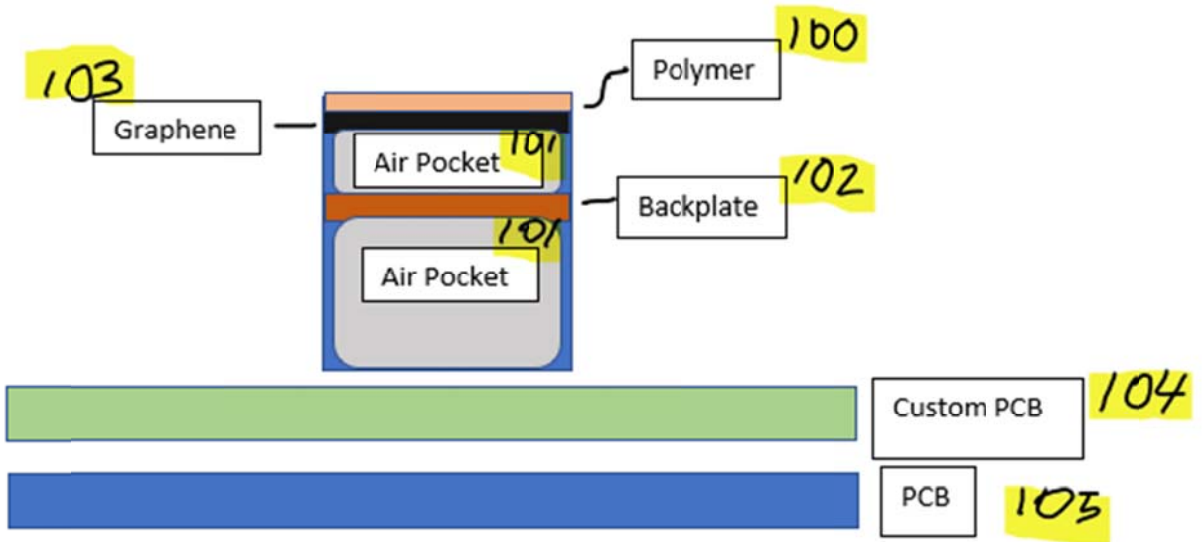 100
Polymer
103
Graphene
Air Pocket 101
102
Backplate
101
Air Pocket
Custom PCB 104
PCB 105